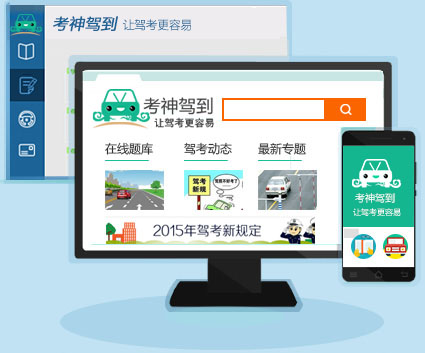 考神驾到 让驾考更容易
考神驾到
让驾考更容易
在线题库 驾考动态 最新专题
驾考
新规
2015年驾考新规定
考神驾到
让驾考更容易